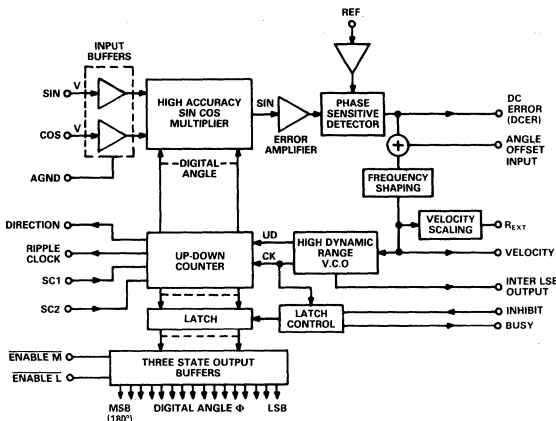 REF
INPUT
BUFFERS
SIN
V
COS
V
AGND
HIGH ACCURACY
SIN COS
MULTIPLIER
SIN
ERROR
AMPLIFIER
PHASE
SENSITIVE
DETECTOR
DC
ERROR
(DCER)
+
ANGLE
OFFSET
INPUT
DIGITAL
ANGLE
FREQUENCY
SHAPING
VELOCITY
SCALING
REXT
DIRECTION
RIPPLE
CLOCK
SC1
SC2
UP-DOWN
COUNTER
UD
CK
HIGH DYNAMIC
RANGE
V.C.O
VELOCITY
INTER LSB
OUTPUT
LATCH
LATCH
CONTROL
INHIBIT
BUSY
ENABLE M
ENABLE L
THREE STATE OUTPUT
BUFFERS
MSB
(180°)
DIGITAL ANGLE Φ
LSB